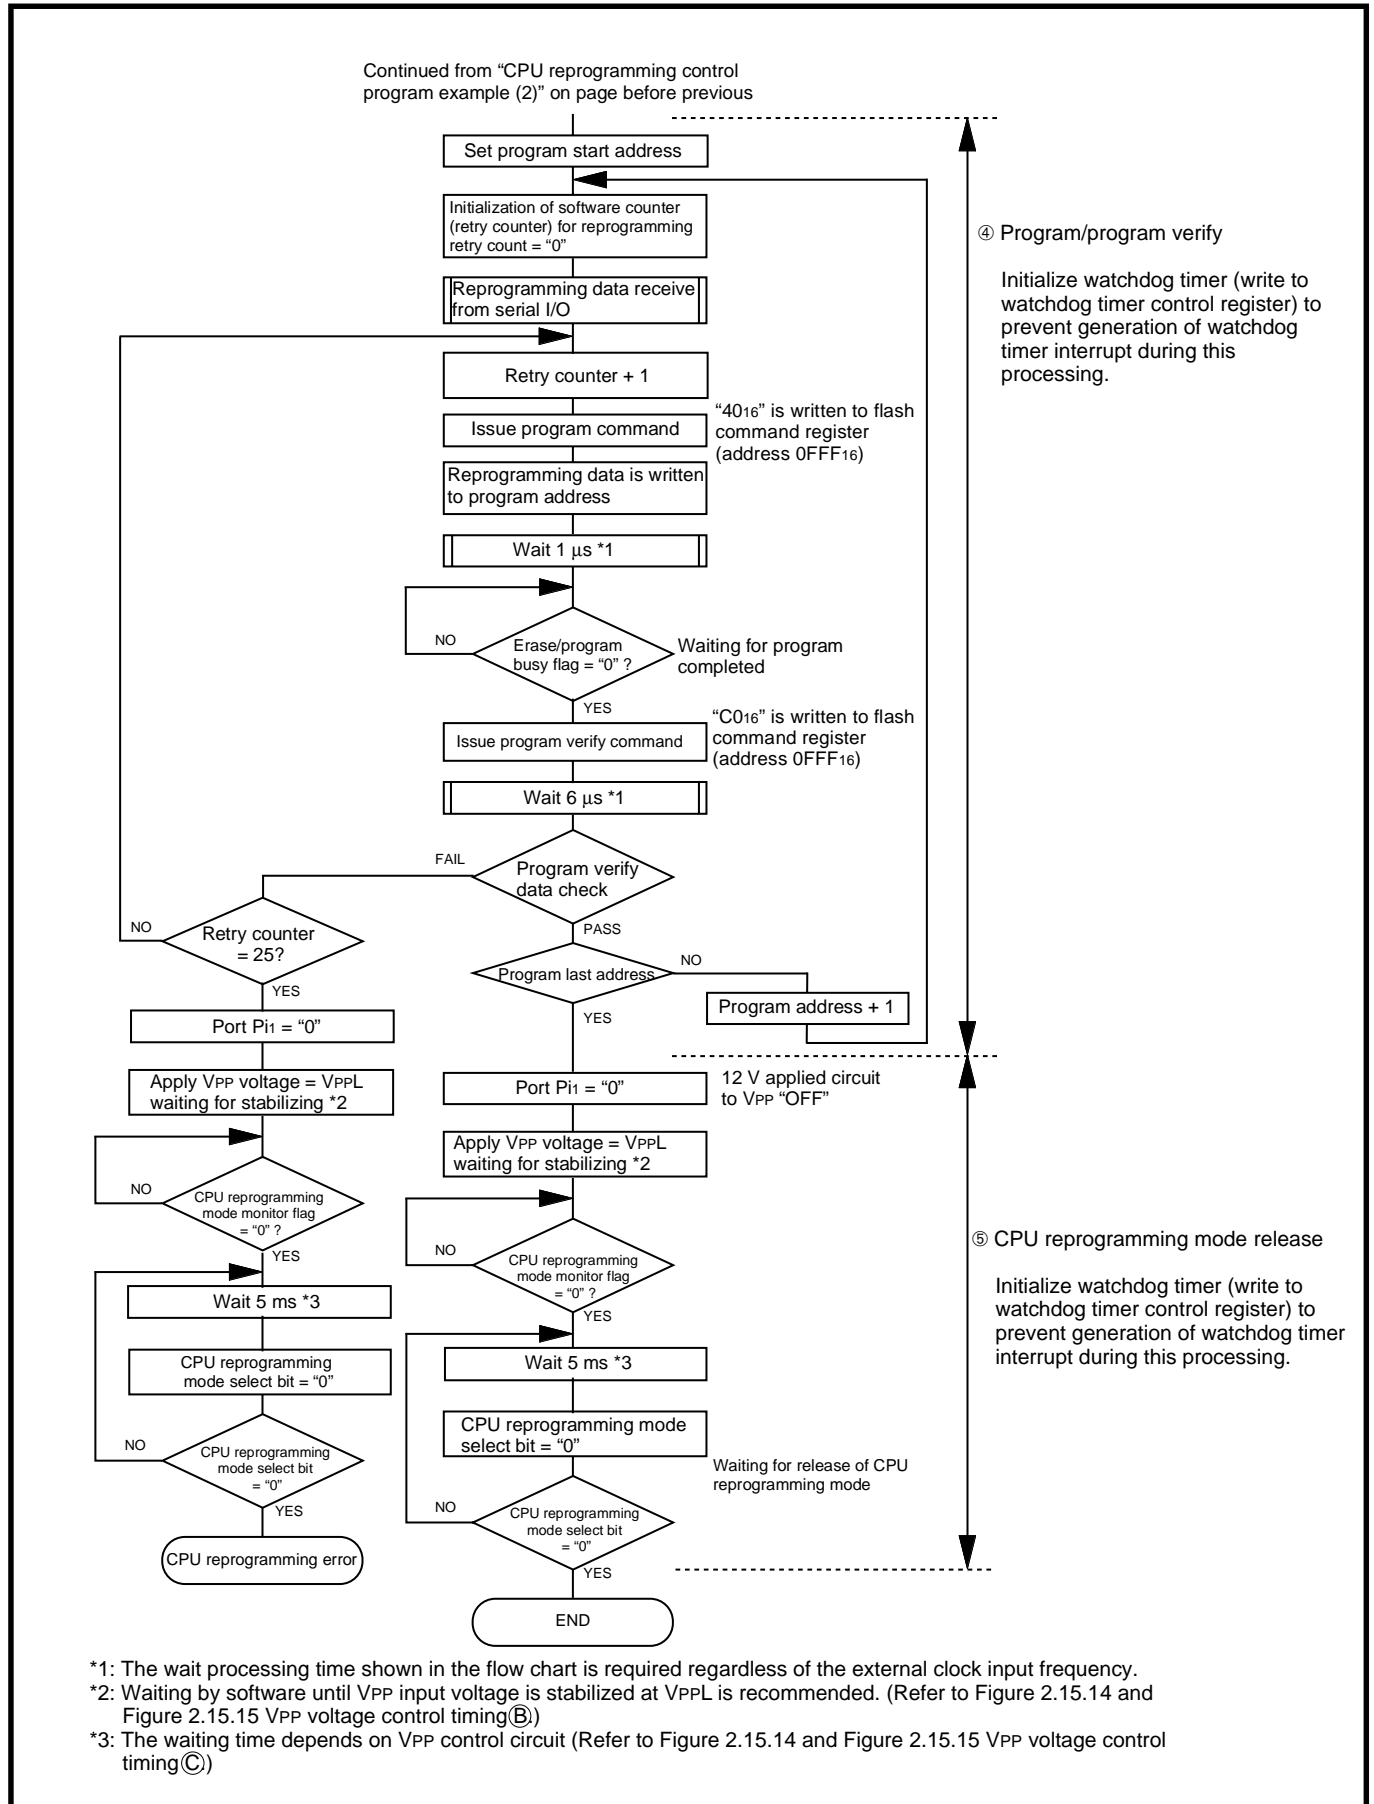 Continued from “CPU reprogramming control
program example (2)” on page before previous
Set program start address
Initialization of software counter
(retry counter) for reprogramming
retry count = “0”
Reprogramming data receive
from serial I/O
Retry counter + 1
Issue program command
“4016” is written to flash
command register
(address 0FFF16)
Reprogramming data is written
to program address
Wait 1 μs *1
NO
Erase/program
busy flag = “0” ?
Waiting for program
completed
YES
Issue program verify command
“C016” is written to flash
command register
(address 0FFF16)
Wait 6 μs *1
FAIL
Program verify
data check
PASS
NO
Retry counter
= 25?
YES
Program last address
NO
Program address + 1
YES
④ Program/program verify
Initialize watchdog timer (write to
watchdog timer control register) to
prevent generation of watchdog
timer interrupt during this
processing.
Port Pi1 = “0”
Apply VPP voltage = VPPL
waiting for stabilizing *2
NO
CPU reprogramming
mode monitor flag
= “0” ?
YES
Wait 5 ms *3
CPU reprogramming
mode select bit = “0”
NO
CPU reprogramming
mode select bit
= “0”
YES
CPU reprogramming error
Port Pi1 = “0”
12 V applied circuit
to VPP “OFF”
Apply VPP voltage = VPPL
waiting for stabilizing *2
NO
CPU reprogramming
mode monitor flag
= “0” ?
YES
Wait 5 ms *3
CPU reprogramming mode
select bit = “0”
Waiting for release of CPU
reprogramming mode
NO
CPU reprogramming
mode select bit
= “0”
YES
END
⑤ CPU reprogramming mode release
Initialize watchdog timer (write to
watchdog timer control register) to
prevent generation of watchdog timer
interrupt during this processing.
*1: The wait processing time shown in the flow chart is required regardless of the external clock input frequency.
*2: Waiting by software until VPP input voltage is stabilized at VPPL is recommended. (Refer to Figure 2.15.14 and
Figure 2.15.15 VPP voltage control timing Ⓑ.)
*3: The waiting time depends on VPP control circuit (Refer to Figure 2.15.14 and Figure 2.15.15 VPP voltage control
timing Ⓒ.)